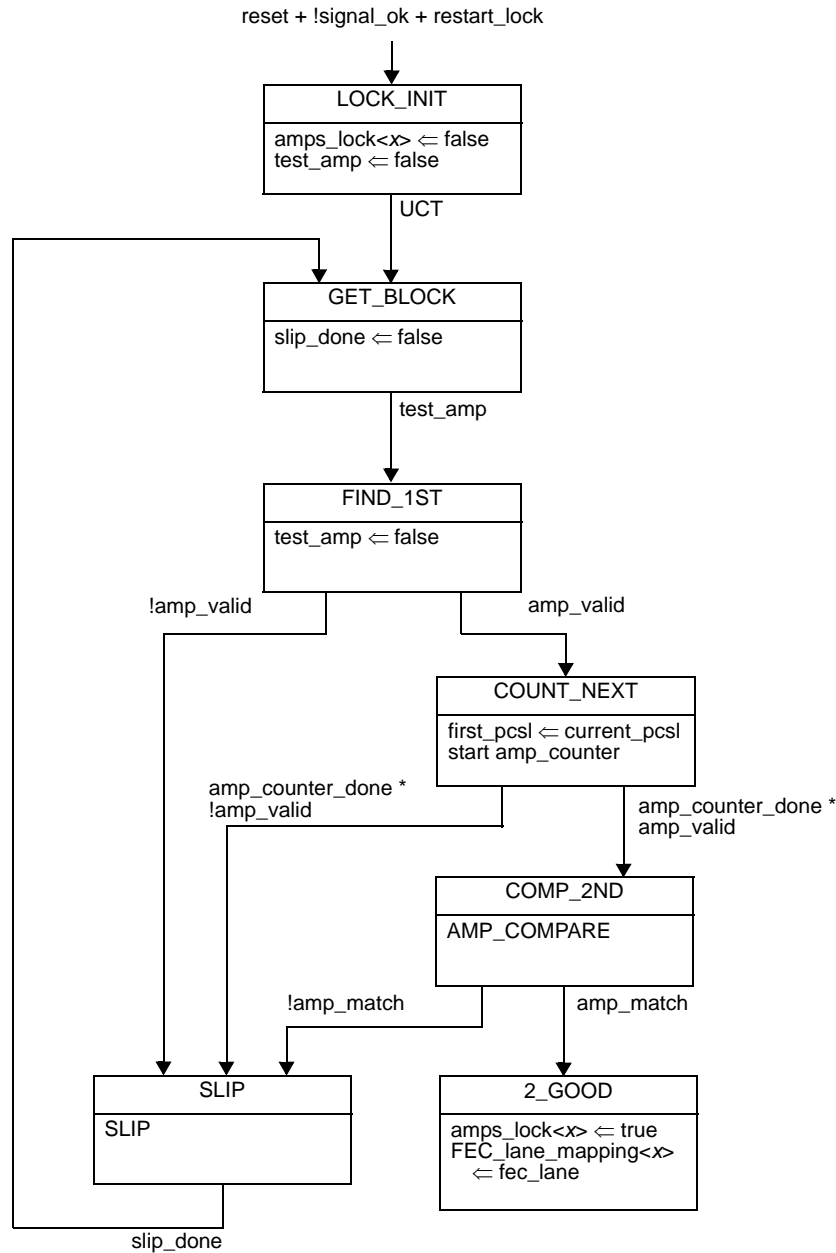 reset + !signal_ok + restart_lock
LOCK_INIT
amps_lock<x> ⇐ false
test_amp ⇐ false
UCT
GET_BLOCK
slip_done ⇐ false
test_amp
FIND_1ST
test_amp ⇐ false
!amp_valid
amp_valid
COUNT_NEXT
first_pcsl ⇐ current_pcsl
start amp_counter
amp_counter_done *
!amp_valid
amp_counter_done *
amp_valid
COMP_2ND
AMP_COMPARE
!amp_match
amp_match
SLIP
SLIP
2_GOOD
amps_lock<x> ⇐ true
FEC_lane_mapping<x>
⇐ fec_lane
slip_done